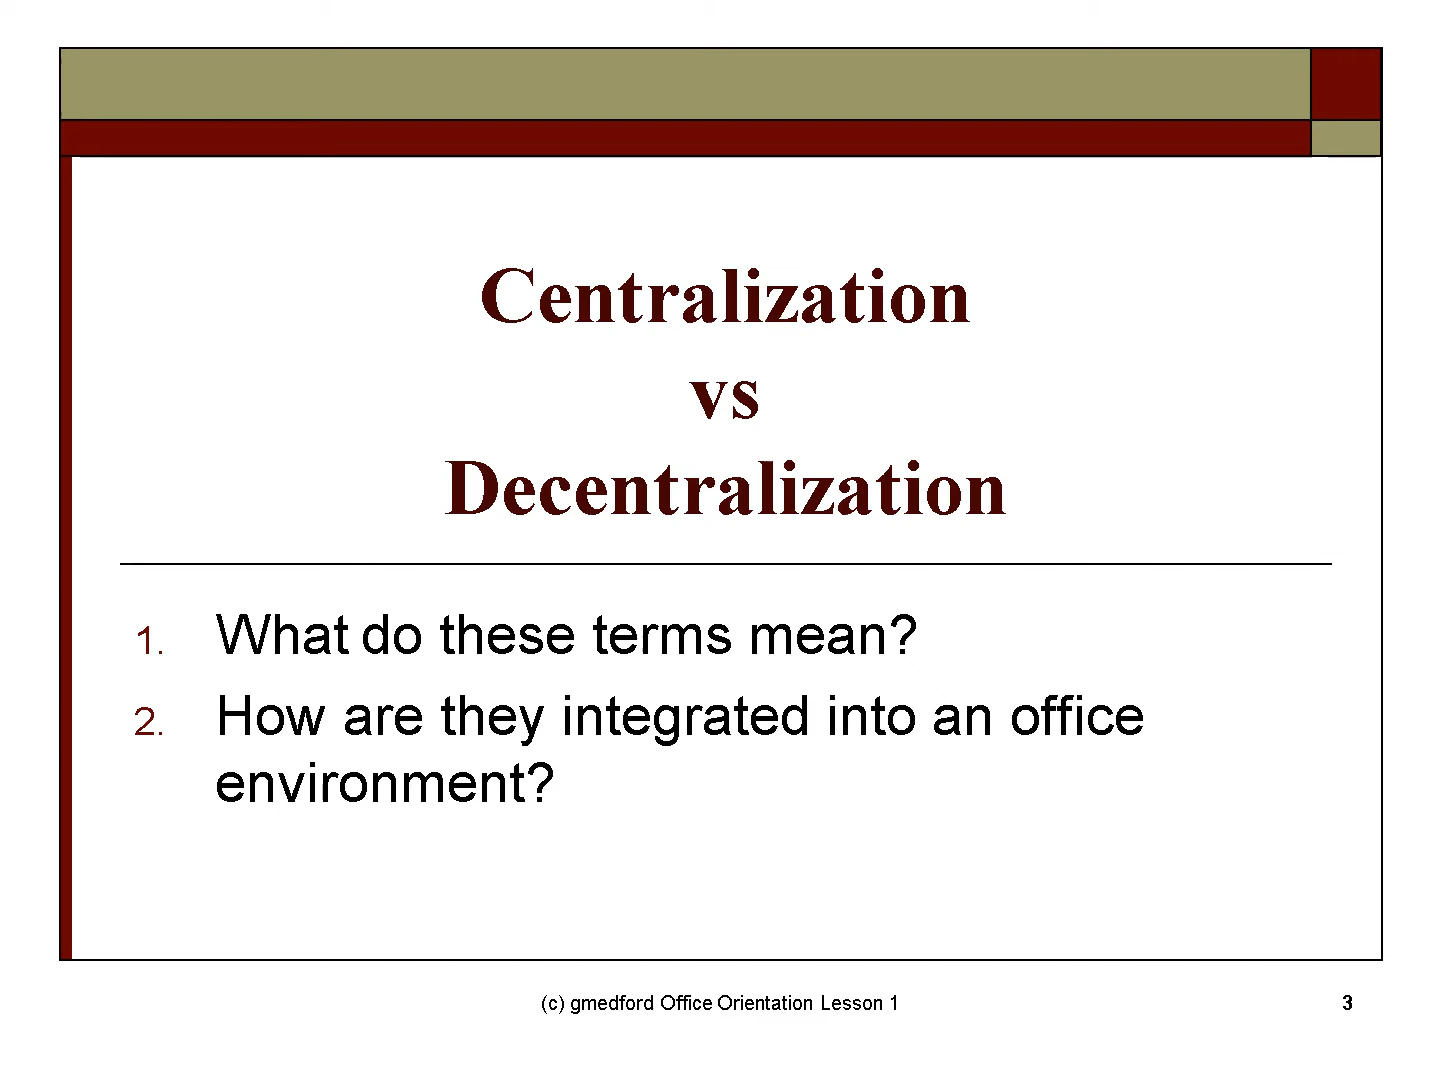 Centralization
vs
Decentralization
1. What do these terms mean?
2. How are they integrated into an office
environment?
(c) gmedford Office Orientation Lesson 1
3